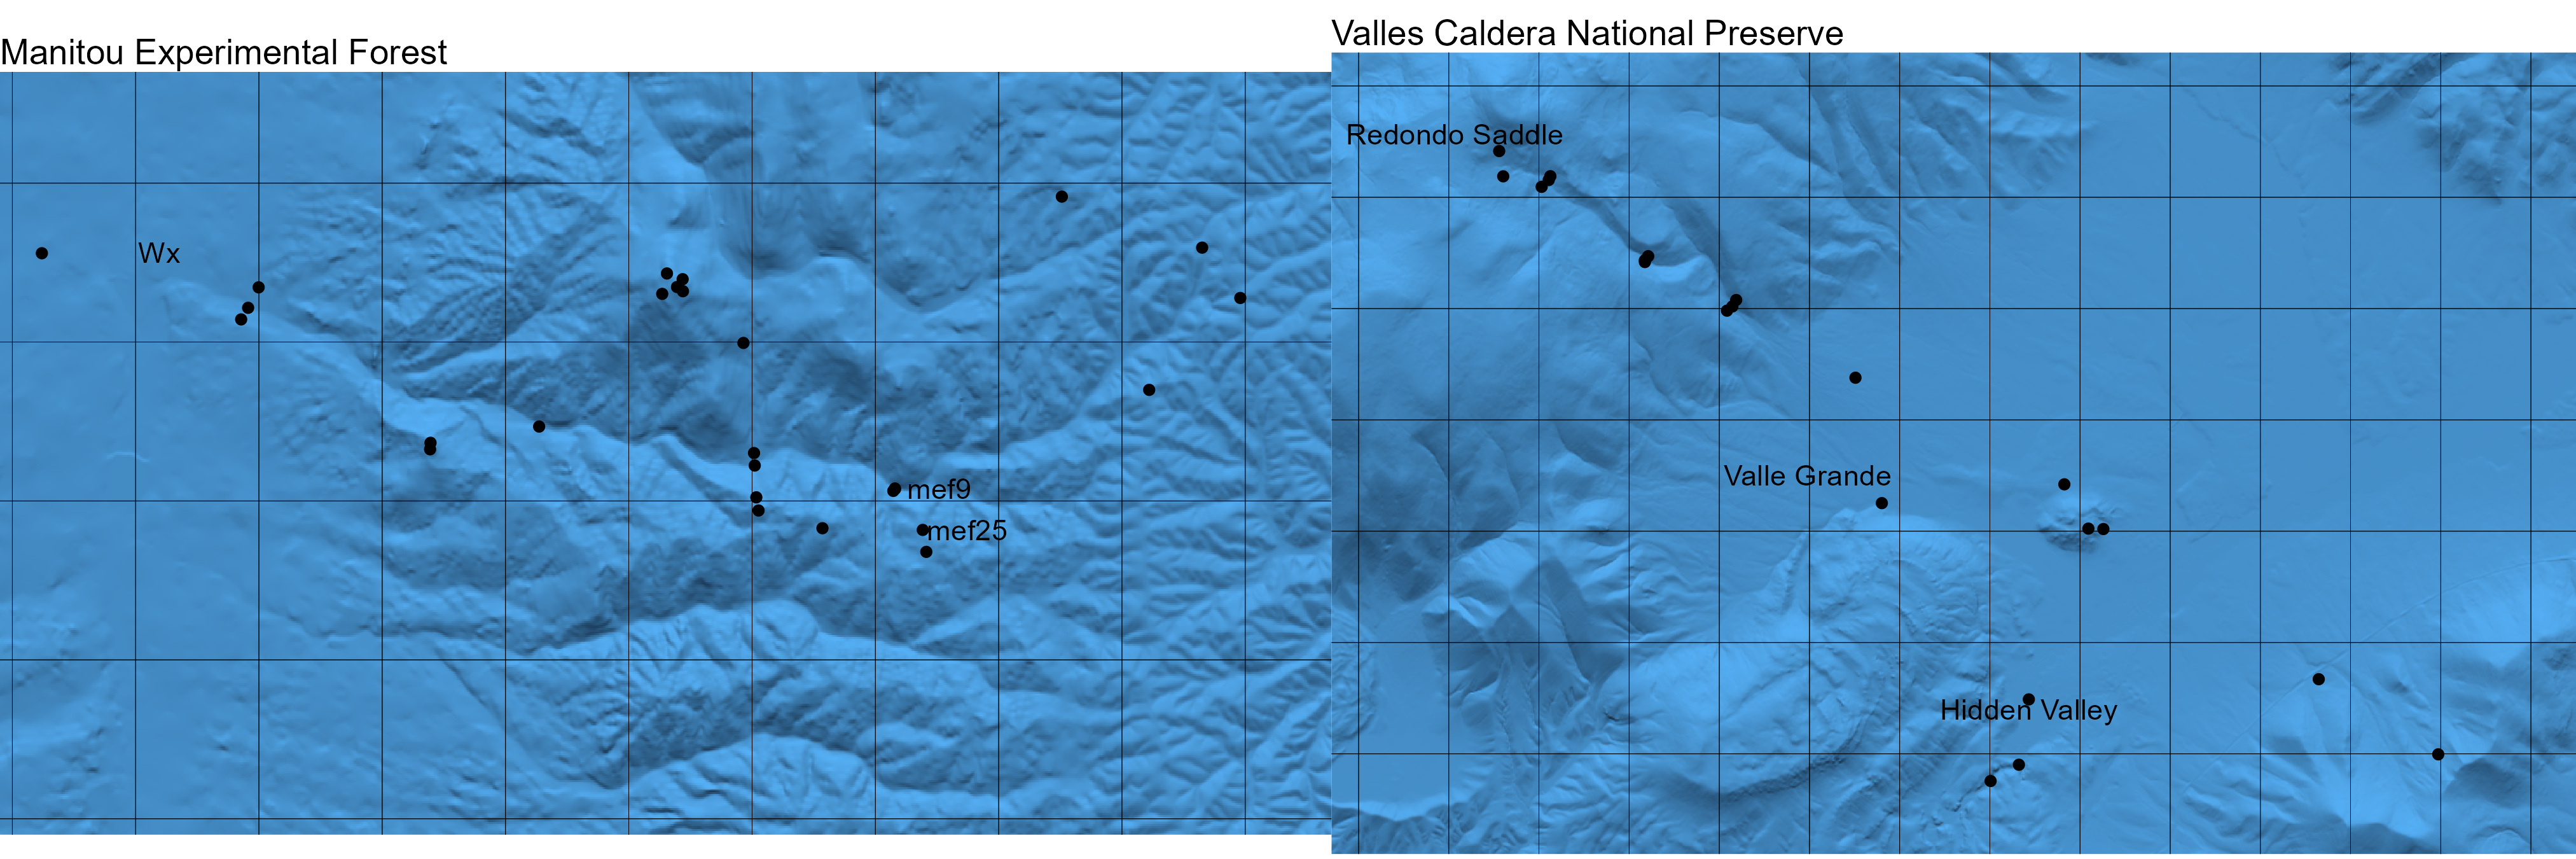 Manitou Experimental Forest
Wx
mef9
mef25
Valles Caldera National Preserve
Redondo Saddle
Valle Grande
Hidden Valley